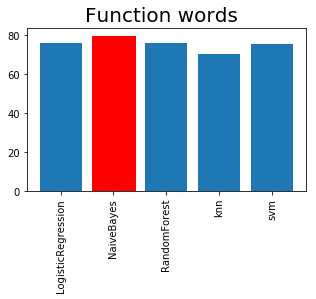 Function words
80
60
40
20
0
LogisticRegression
NaiveBayes
RandomForest
knn
svm